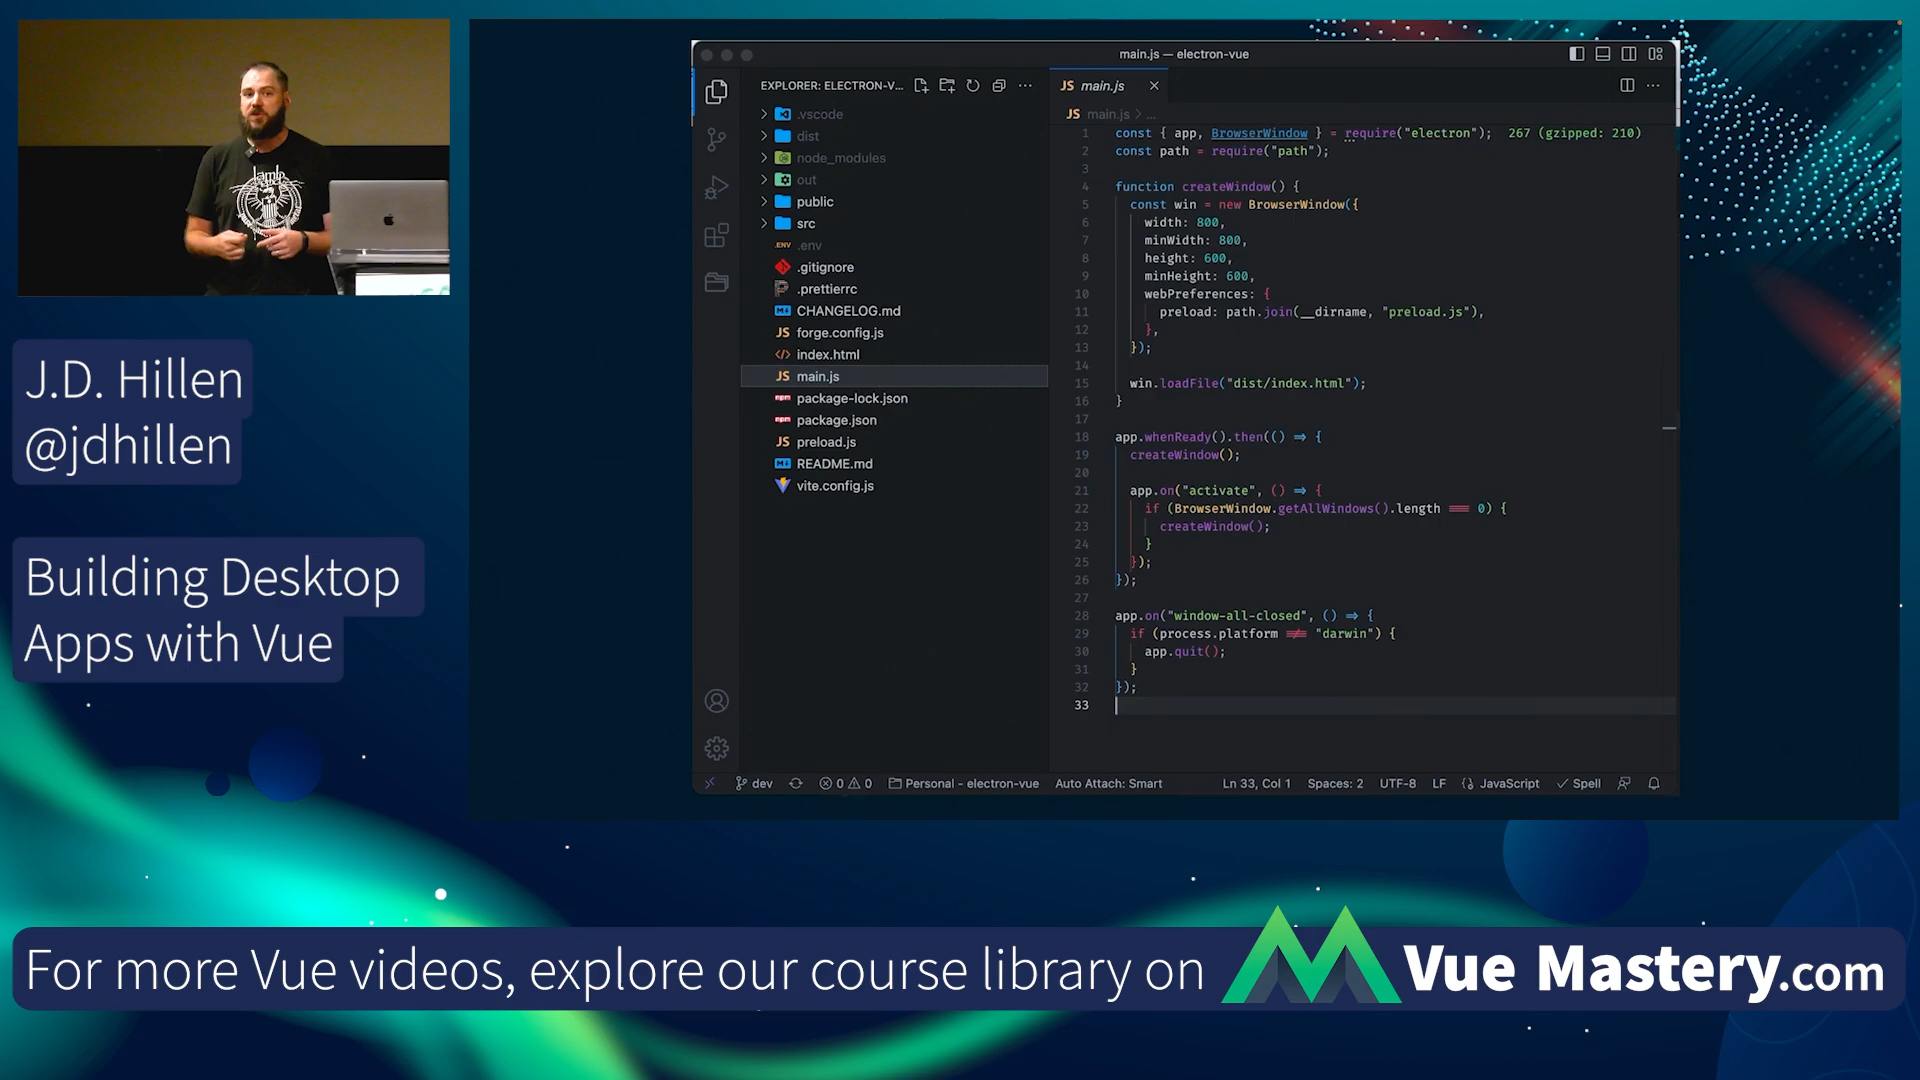 J.D. Hillen
@jdhillen
Building Desktop
Apps with Vue
main.js — electron-vue
EXPLORER: ELECTRON-V...
.vscode
dist
node_modules
out
public
src
.ENV .env
.gitignore
.prettierrc
CHANGELOG.md
JS forge.config.js
index.html
JS main.js
package-lock.json
package.json
JS preload.js
README.md
vite.config.js
JS main.js
JS main.js > ...
1 const { app, BrowserWindow } = require("electron"); 267 (gzipped: 210)
2 const path = require("path");
3
4 function createWindow() {
5 const win = new BrowserWindow({
6 width: 800,
7 minWidth: 800,
8 height: 600,
9 minHeight: 600,
10 webPreferences: {
11 preload: path.join(__dirname, "preload.js"),
12 },
13 });
14
15 win.loadFile("dist/index.html");
16 }
17
18 app.whenReady().then(() => {
19 createWindow();
20
21 app.on("activate", () => {
22 if (BrowserWindow.getAllWindows().length === 0) {
23 createWindow();
24 }
25 });
26 });
27
28 app.on("window-all-closed", () => {
29 if (process.platform !== "darwin") {
30 app.quit();
31 }
32 });
33
dev 0 0 Personal - electron-vue Auto Attach: Smart Ln 33, Col 1 Spaces: 2 UTF-8 LF JavaScript Spell
For more Vue videos, explore our course library on Vue Mastery.com